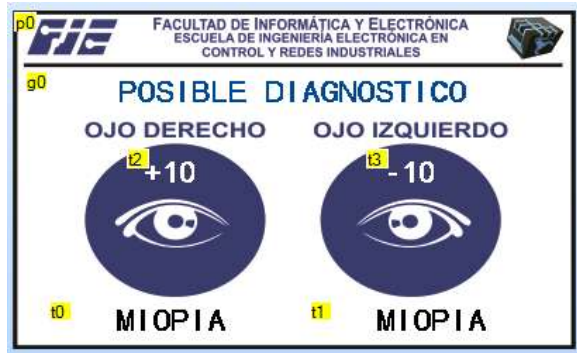 p0
FIE
FACULTAD DE INFORMÁTICA Y ELECTRÓNICA
ESCUELA DE INGENIERÍA ELECTRÓNICA EN
CONTROL Y REDES INDUSTRIALES
g0
POSIBLE DIAGNOSTICO
OJO DERECHO OJO IZQUIERDO
t2 +10 t3 -10
t0 MIOPIA t1 MIOPIA